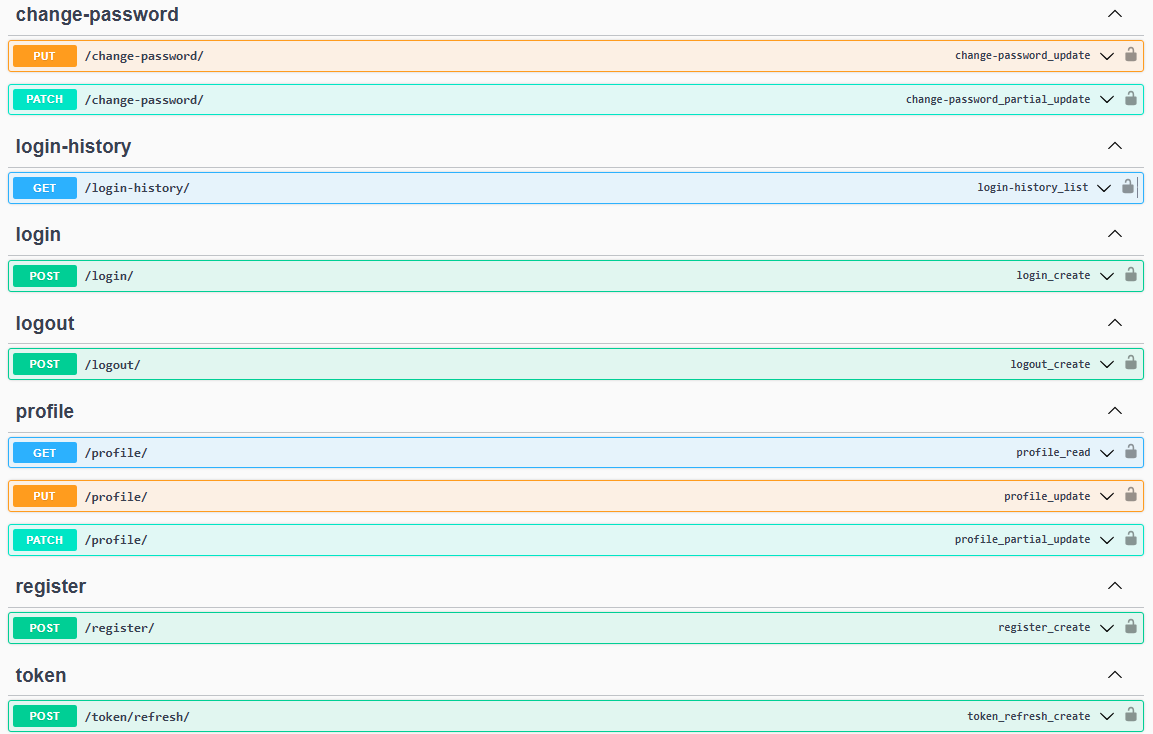 change-password
PUT /change-password/ change-password_update
PATCH /change-password/ change-password_partial_update
login-history
GET /login-history/ login-history_list
login
POST /login/ login_create
logout
POST /logout/ logout_create
profile
GET /profile/ profile_read
PUT /profile/ profile_update
PATCH /profile/ profile_partial_update
register
POST /register/ register_create
token
POST /token/refresh/ token_refresh_create